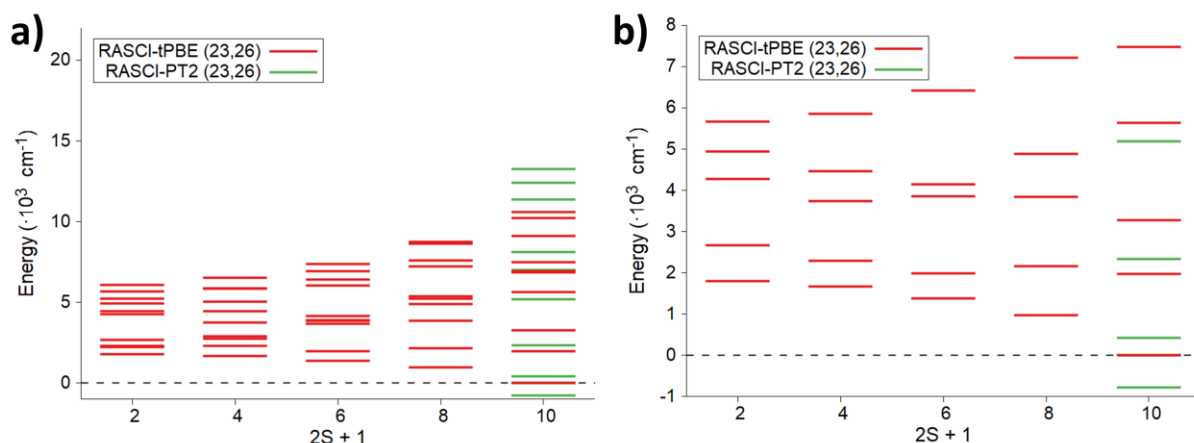 a)
RASCI-tPBE (23,26)
RASCI-PT2 (23,26)
Energy (·10³ cm⁻¹)
20
15
10
5
0
2 4 6 8 10
2S + 1
b)
RASCI-tPBE (23,26)
RASCI-PT2 (23,26)
Energy (·10³ cm⁻¹)
8
7
6
5
4
3
2
1
0
-1
2 4 6 8 10
2S + 1